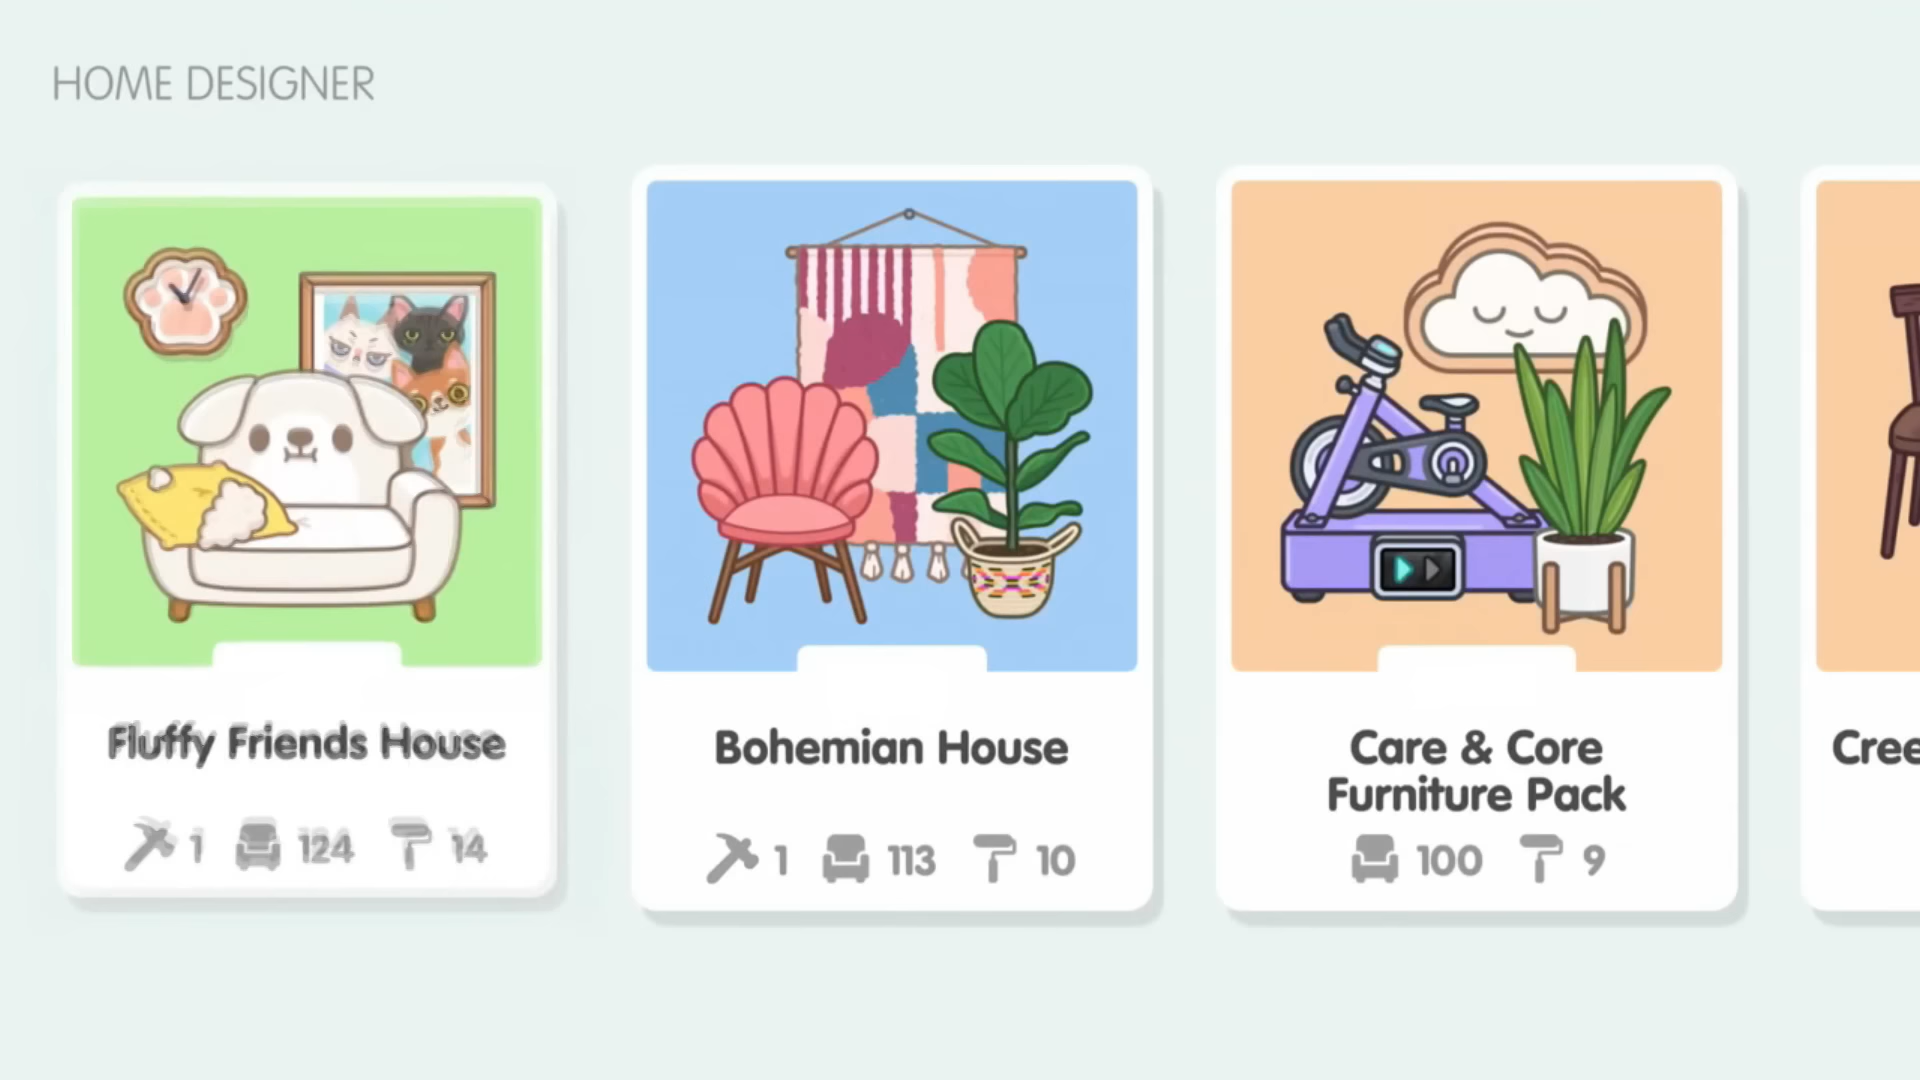 HOME DESIGNER
Fluffy Friends House
1 124 14
Bohemian House
1 113 10
Care & Core
Furniture Pack
100 9
Cree